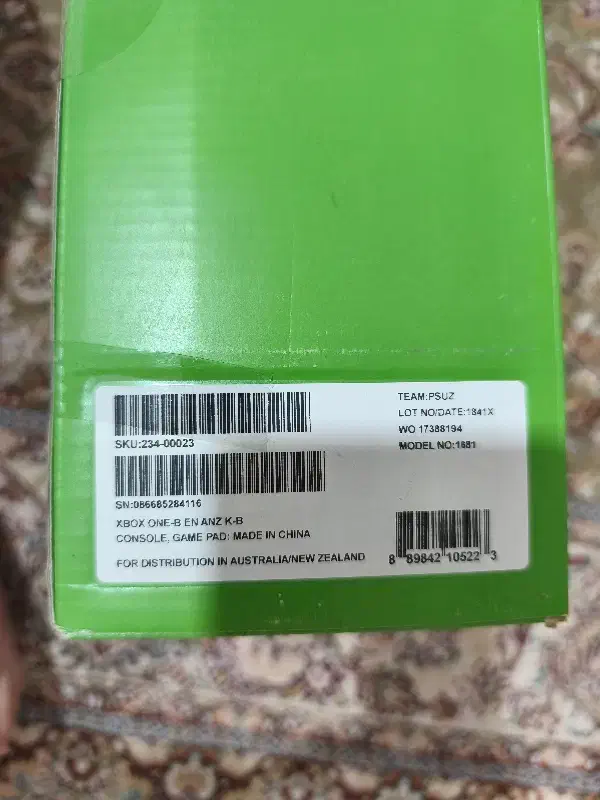 SKU:234-00023
SN:086685284116
XBOX ONE-B EN ANZ K-B
CONSOLE, GAME PAD: MADE IN CHINA
FOR DISTRIBUTION IN AUSTRALIA/NEW ZEALAND
TEAM:PSUZ
LOT NO/DATE:1841X
WO 17388194
MODEL NO:1681
8 89842 10522 3